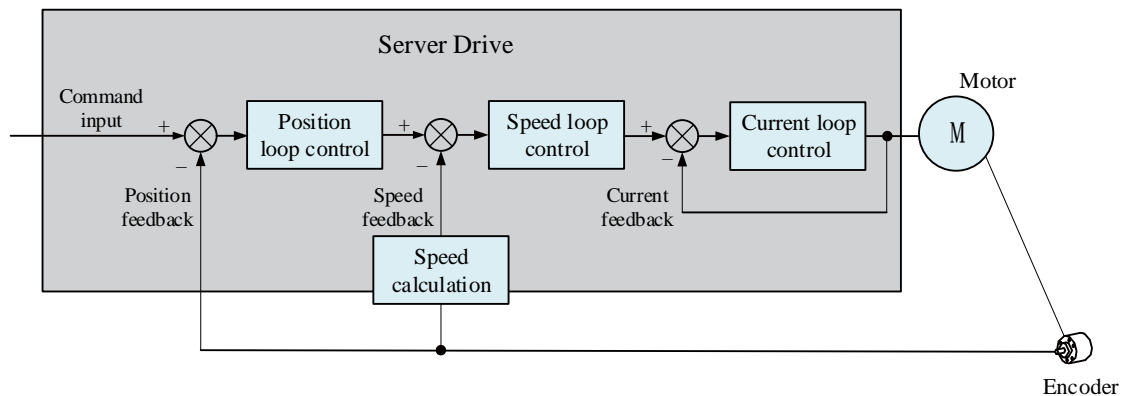 Server Drive
Motor
Command
input
+
Position
loop control
+
Speed loop
control
+
Current loop
control
M
−
−
−
Position
feedback
Speed
feedback
Current
feedback
Speed
calculation
Encoder